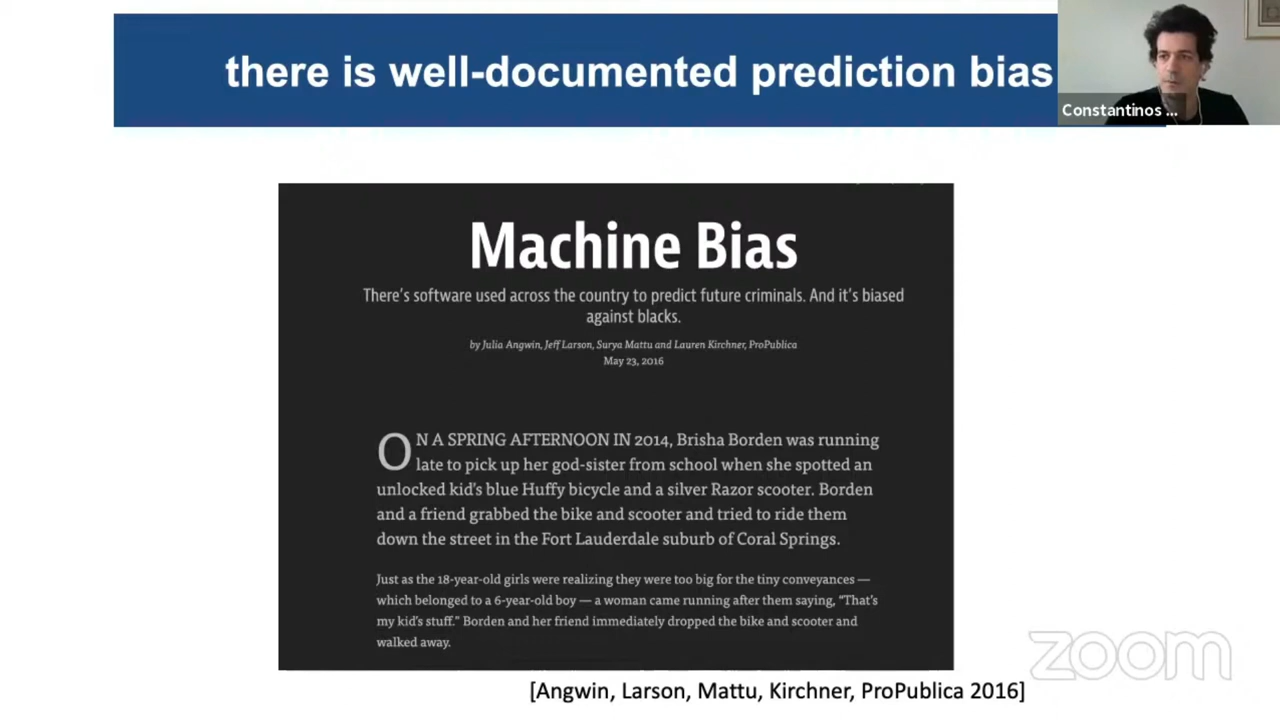 there is well-documented prediction bias
Constantinos ...
Machine Bias
There's software used across the country to predict future criminals. And it's biased
against blacks.
by Julia Angwin, Jeff Larson, Surya Mattu and Lauren Kirchner, ProPublica
May 23, 2016
ON A SPRING AFTERNOON IN 2014, Brisha Borden was running
late to pick up her god-sister from school when she spotted an
unlocked kid's blue Huffy bicycle and a silver Razor scooter. Borden
and a friend grabbed the bike and scooter and tried to ride them
down the street in the Fort Lauderdale suburb of Coral Springs.
Just as the 18-year-old girls were realizing they were too big for the tiny conveyances —
which belonged to a 6-year-old boy — a woman came running after them saying, “That's
my kid's stuff.” Borden and her friend immediately dropped the bike and scooter and
walked away.
zoom
[Angwin, Larson, Mattu, Kirchner, ProPublica 2016]